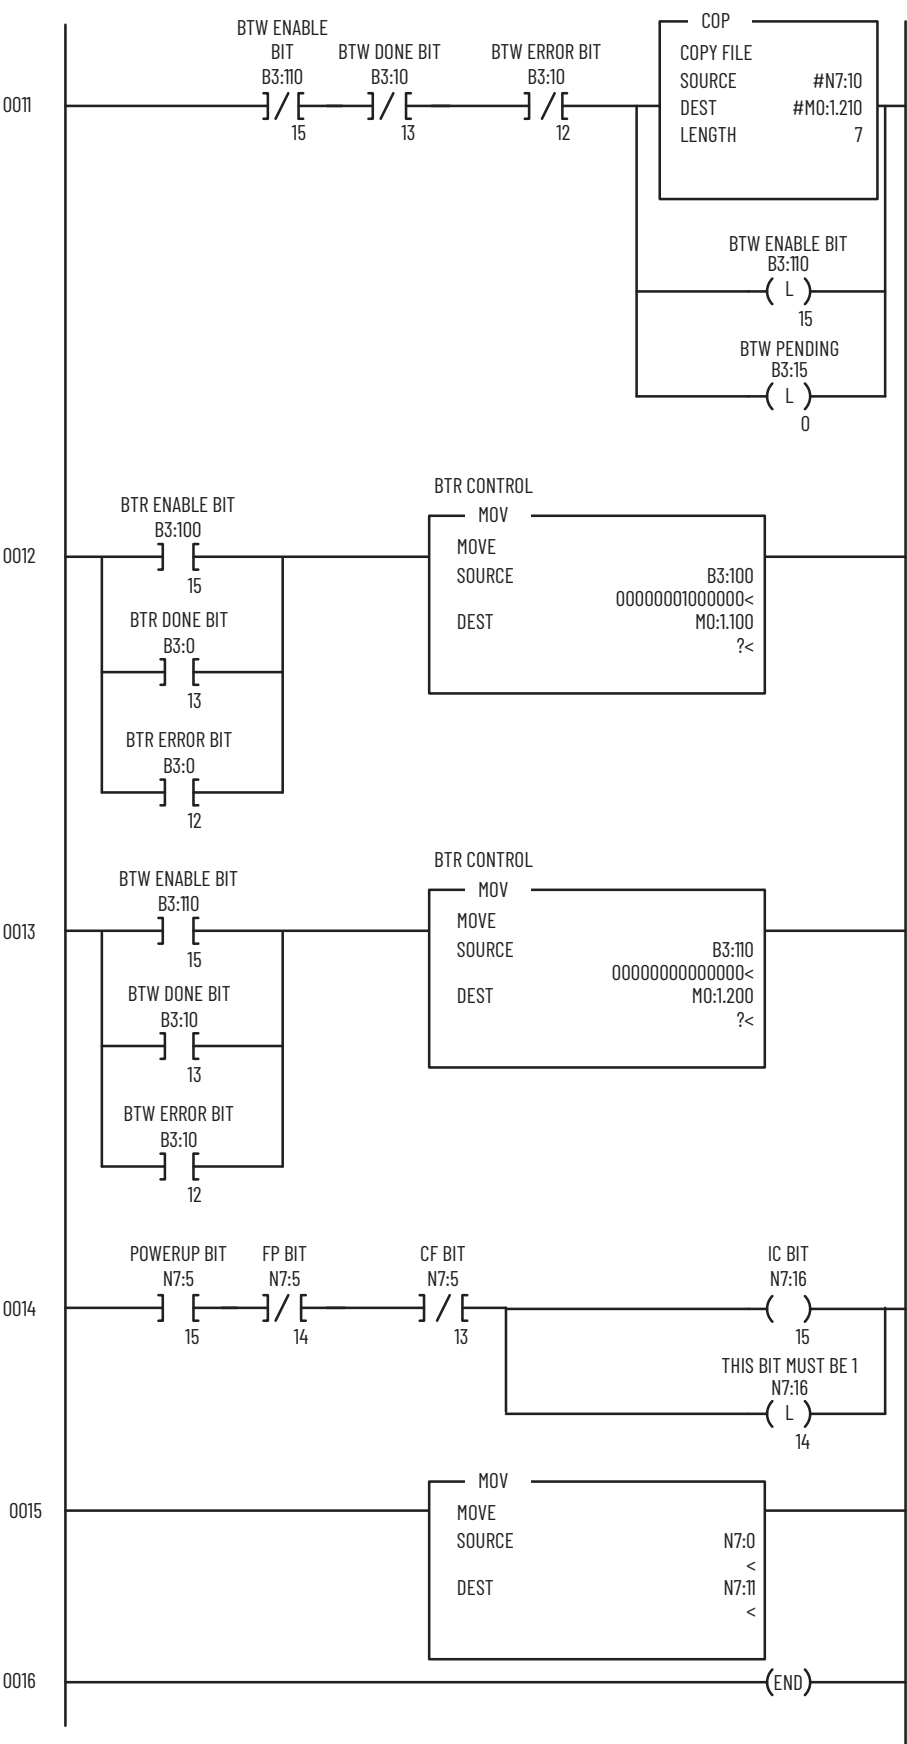 BTW ENABLE
BIT
B3:110
15
BTW DONE BIT
B3:10
13
BTW ERROR BIT
B3:10
12
COP
COPY FILE
SOURCE #N7:10
DEST #M0:1.210
LENGTH 7
0011
BTW ENABLE BIT
B3:110
L
15
BTW PENDING
B3:15
L
0
0012
BTR ENABLE BIT
B3:100
15
BTR DONE BIT
B3:0
13
BTR ERROR BIT
B3:0
12
BTR CONTROL
MOV
MOVE
SOURCE B3:100
00000001000000<
DEST M0:1.100
?<
0013
BTW ENABLE BIT
B3:110
15
BTW DONE BIT
B3:10
13
BTW ERROR BIT
B3:10
12
BTR CONTROL
MOV
MOVE
SOURCE B3:110
00000000000000<
DEST M0:1.200
?<
0014
POWERUP BIT
N7:5
15
FP BIT
N7:5
14
CF BIT
N7:5
13
IC BIT
N7:16
15
THIS BIT MUST BE 1
N7:16
L
14
0015
MOV
MOVE
SOURCE N7:0
<
DEST N7:11
<
0016
END